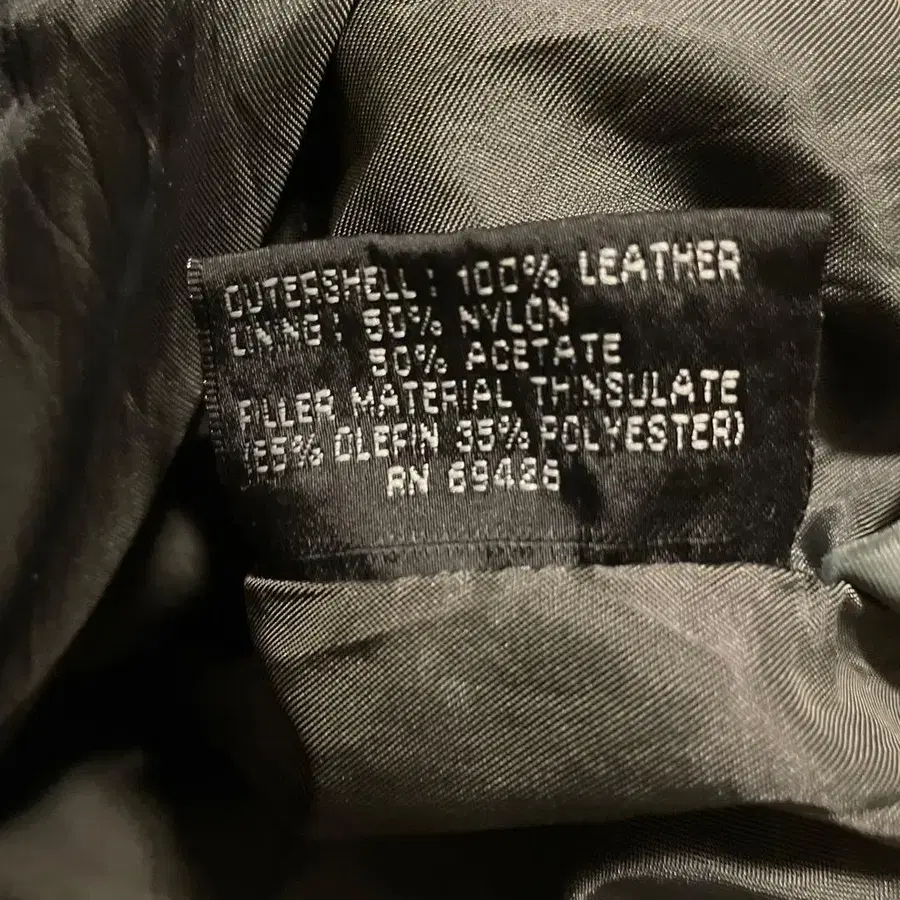 OUTERSHELL: 100% LEATHER
LINING: 50% NYLON
50% ACETATE
FILLER MATERIAL THINSULATE
(65% OLEFIN 35% POLYESTER)
RN 69426